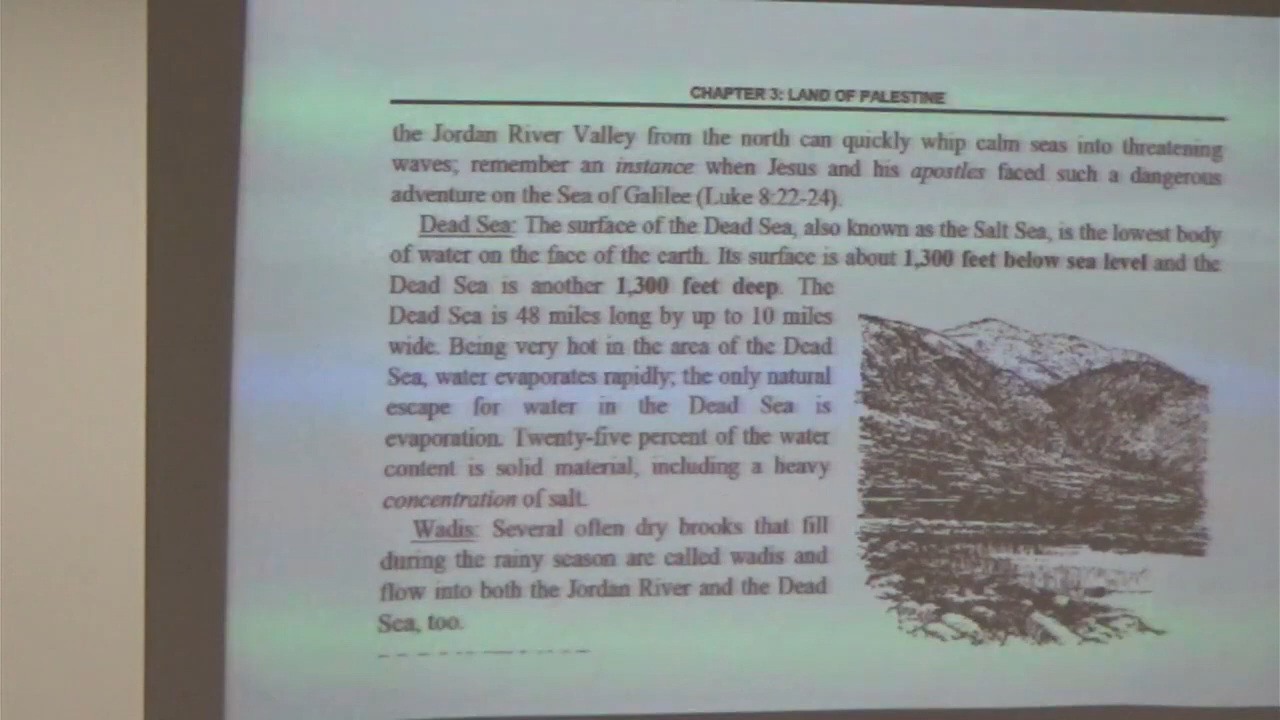 CHAPTER 3: LAND OF PALESTINE
the Jordan River Valley from the north can quickly whip calm seas into threatening
waves; remember an instance when Jesus and his apostles faced such a dangerous
adventure on the Sea of Galilee (Luke 8:22-24).
Dead Sea: The surface of the Dead Sea, also known as the Salt Sea, is the lowest body
of water on the face of the earth. Its surface is about 1,300 feet below sea level and the
Dead Sea is another 1,300 feet deep. The
Dead Sea is 48 miles long by up to 10 miles
wide. Being very hot in the area of the Dead
Sea, water evaporates rapidly; the only natural
escape for water in the Dead Sea is
evaporation. Twenty-five percent of the water
content is solid material, including a heavy
concentration of salt.
Wadis: Several often dry brooks that fill
during the rainy season are called wadis and
flow into both the Jordan River and the Dead
Sea, too.